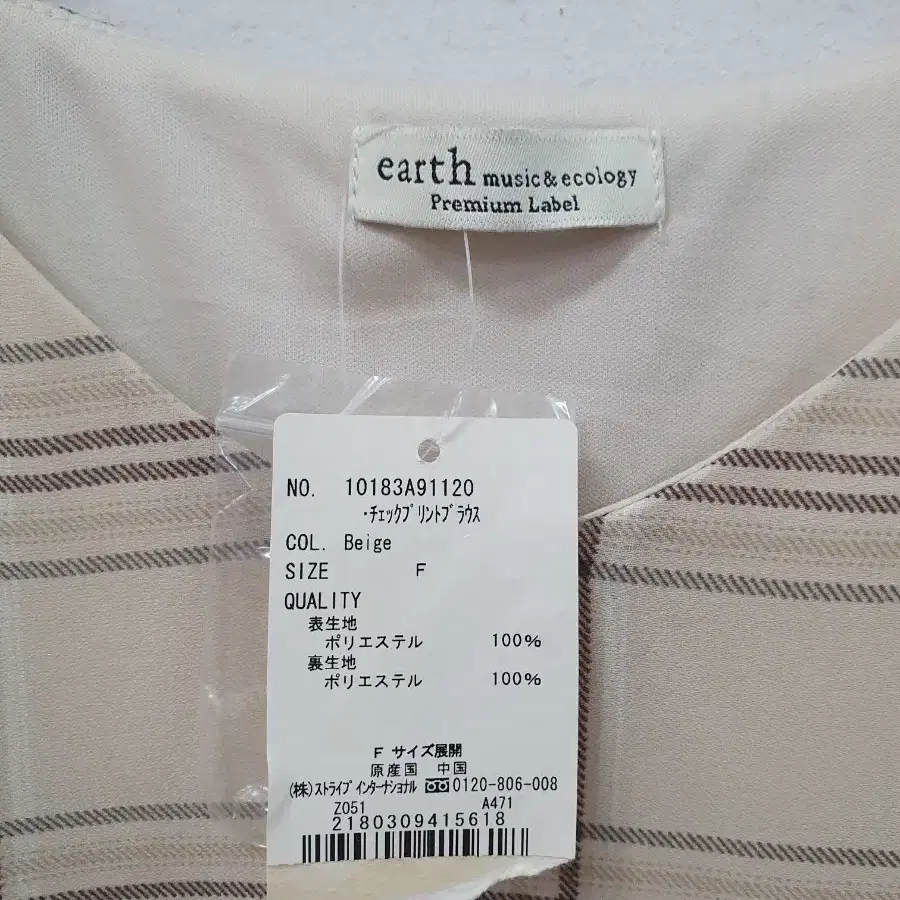 earth music&ecology
Premium Label
NO. 10183A91120
・ﾁｪｯｸﾌﾟﾘﾝﾄﾌﾞﾗｳｽ
COL. Beige
SIZE F
QUALITY
表生地
ポリエステル 100%
裏生地
ポリエステル 100%
F サイズ展開
原産国 中国
(株)ｽﾄﾗｲﾌﾟｲﾝﾀｰﾅｼｮﾅﾙ 0120-806-008
Z051 A471
2180309415618